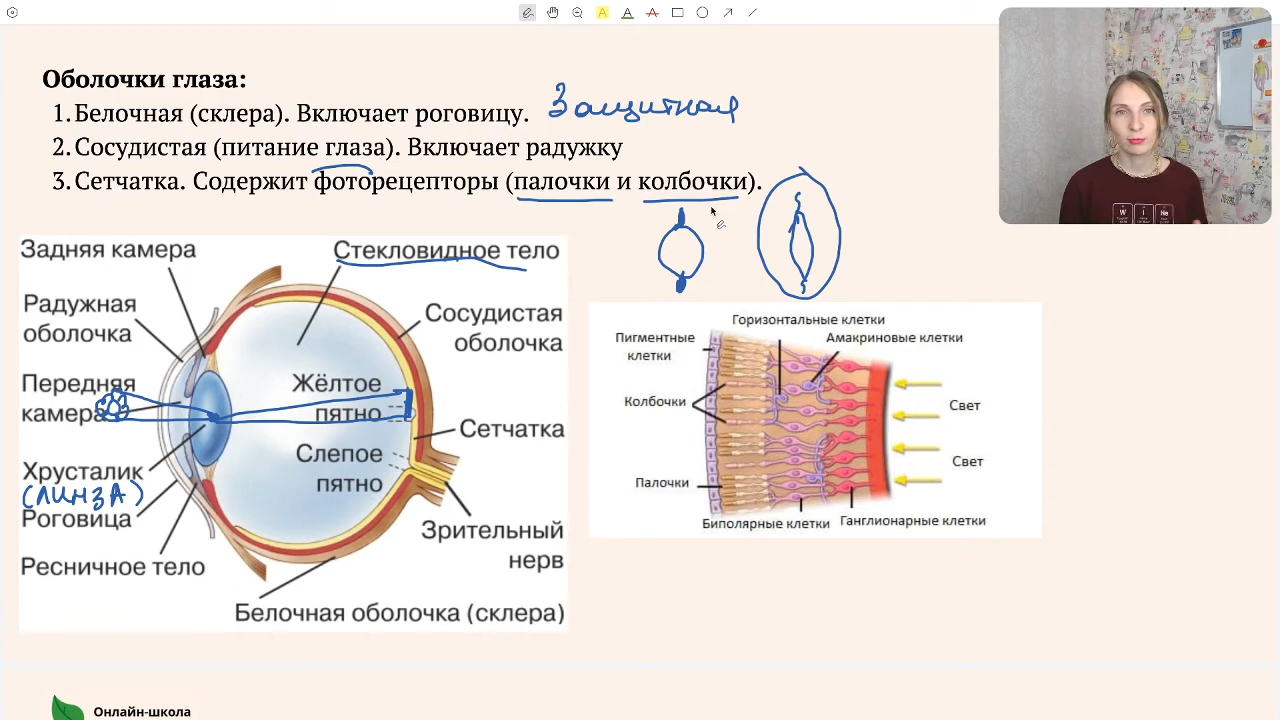 Оболочки глаза:
1. Белочная (склера). Включает роговицу. Защитная
2. Сосудистая (питание глаза). Включает радужку
3. Сетчатка. Содержит фоторецепторы (палочки и колбочки).
Задняя камера
Радужная оболочка
Передняя камера
Хрусталик
(линзА)
Роговица
Ресничное тело
Стекловидное тело
Сосудистая оболочка
Жёлтое пятно
Сетчатка
Слепое пятно
Зрительный нерв
Белочная оболочка (склера)
Горизонтальные клетки
Пигментные клетки
Амакриновые клетки
Колбочки
Свет
Свет
Палочки
Биполярные клетки
Ганглионарные клетки
W I Ne
Онлайн-школа